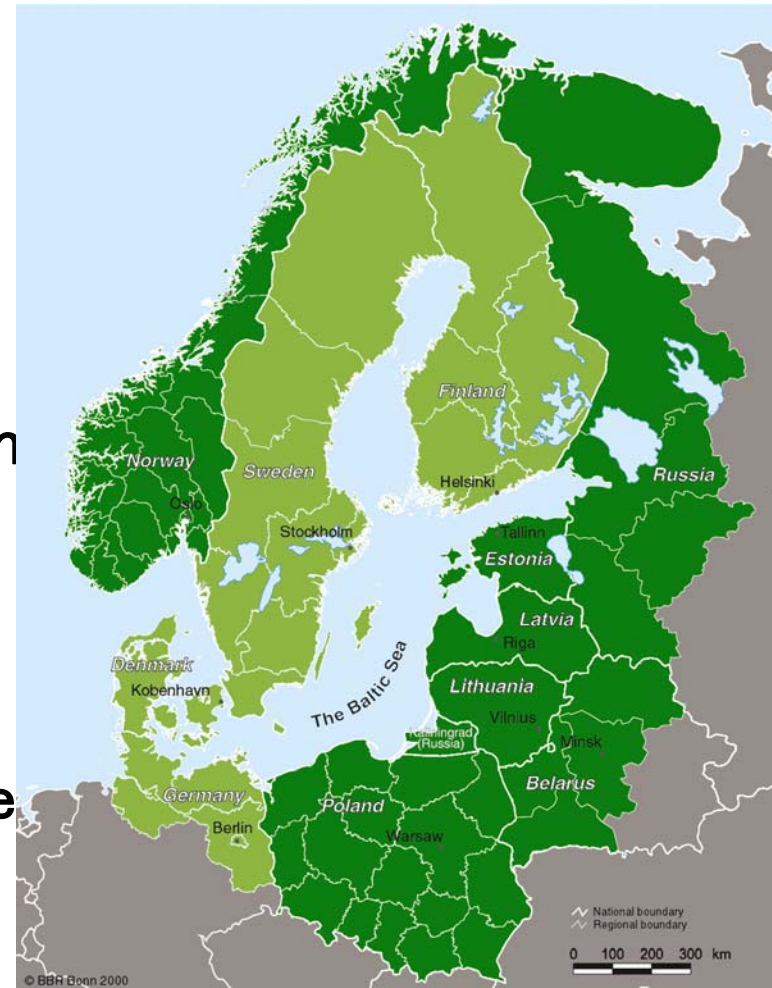 n
Finland
Norway
Sweden
Helsinki
Russia
Oslo
Stockholm
Tallinn
Estonia
Latvia
Riga
Denmark
Kobenhavn
The Baltic Sea
Lithuania
Vilnius
Kaliningrad
(Russia)
Minsk
Belarus
e
Germany
Poland
Berlin
Warsaw
National boundary
Regional boundary
0 100 200 300 km
© BBR Bonn 2000